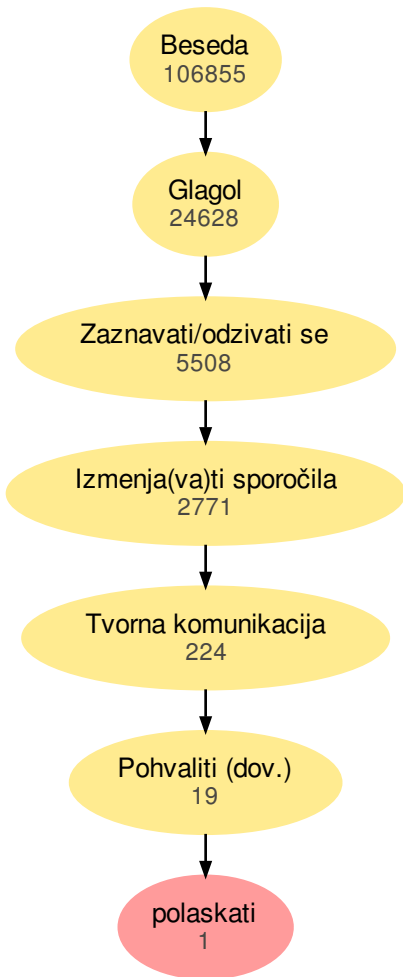 Beseda
106855
Glagol
24628
Zaznavati/odzivati se
5508
Izmenja(va)ti sporočila
2771
Tvorna komunikacija
224
Pohvaliti (dov.)
19
polaskati
1